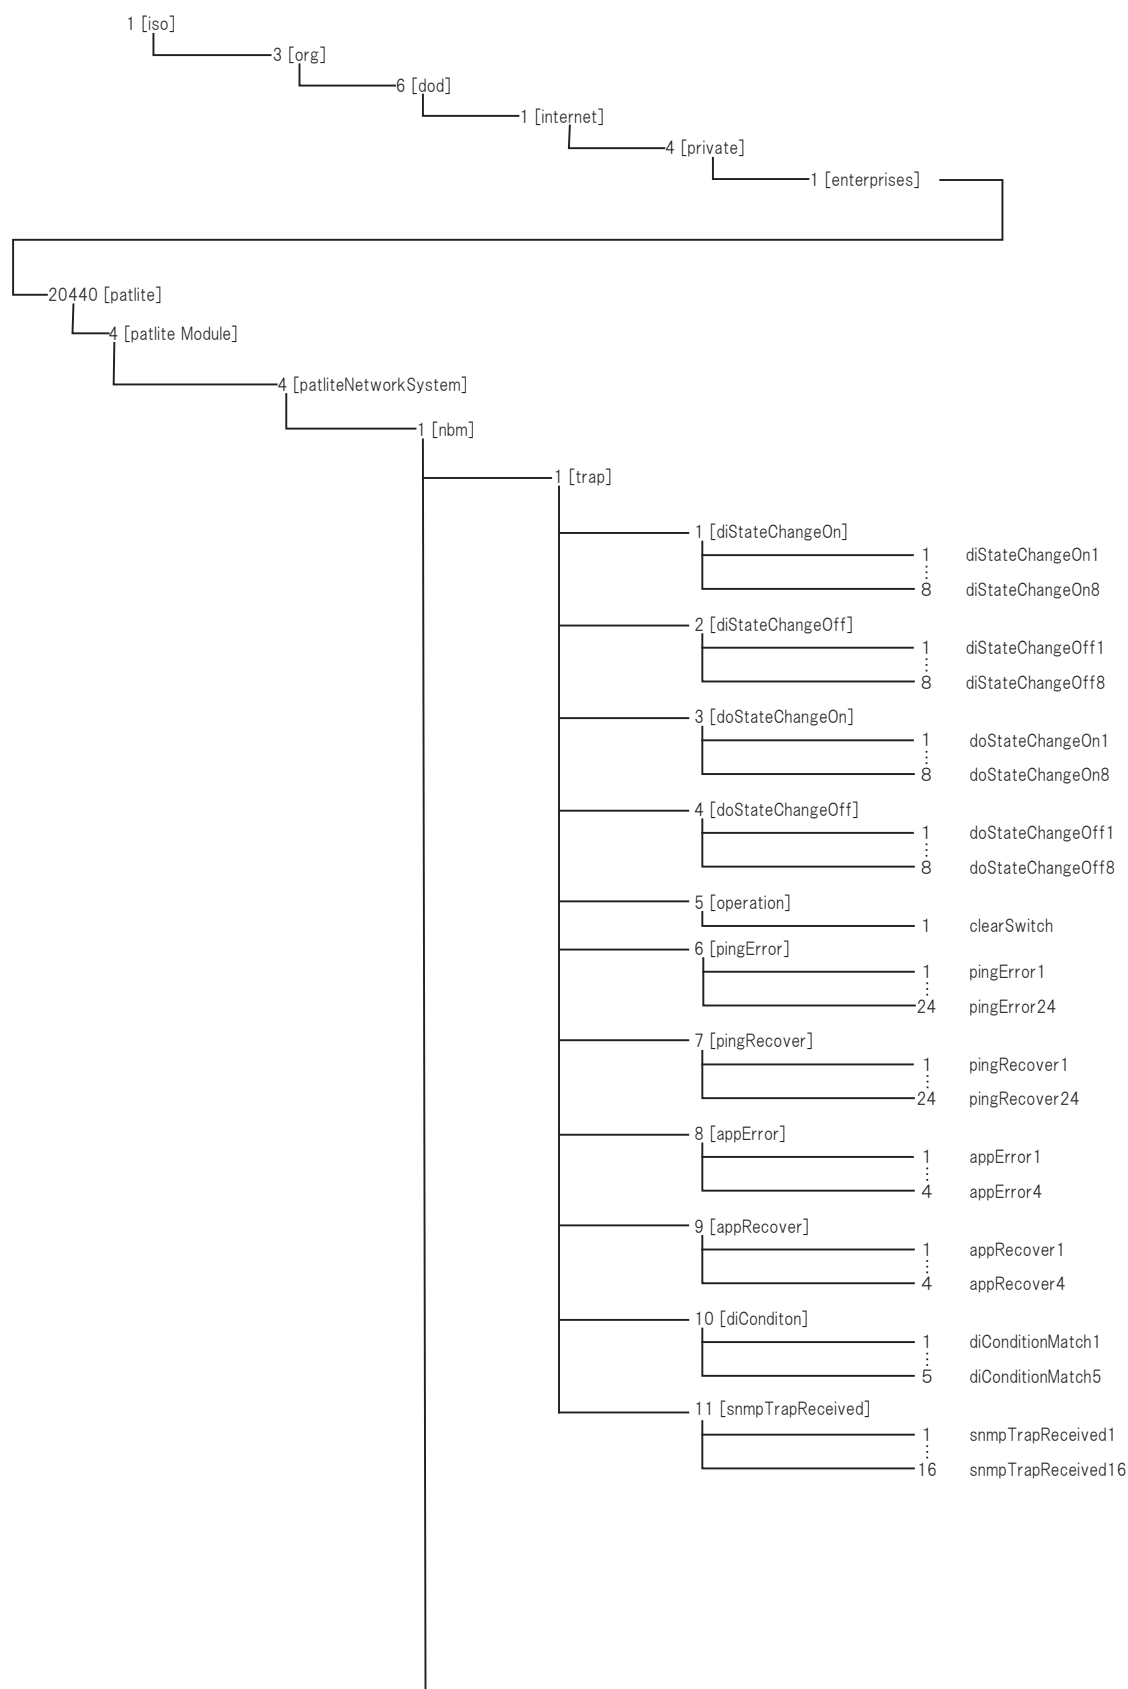 1 [iso]
3 [org]
6 [dod]
1 [internet]
4 [private]
1 [enterprises]
20440 [patlite]
4 [patlite Module]
4 [patliteNetworkSystem]
1 [nbm]
1 [trap]
1 [diStateChangeOn]
1 diStateChangeOn1
8 diStateChangeOn8
2 [diStateChangeOff]
1 diStateChangeOff1
8 diStateChangeOff8
3 [doStateChangeOn]
1 doStateChangeOn1
8 doStateChangeOn8
4 [doStateChangeOff]
1 doStateChangeOff1
8 doStateChangeOff8
5 [operation]
1 clearSwitch
6 [pingError]
1 pingError1
24 pingError24
7 [pingRecover]
1 pingRecover1
24 pingRecover24
8 [appError]
1 appError1
4 appError4
9 [appRecover]
1 appRecover1
4 appRecover4
10 [diConditon]
1 diConditionMatch1
5 diConditionMatch5
11 [snmpTrapReceived]
1 snmpTrapReceived1
16 snmpTrapReceived16